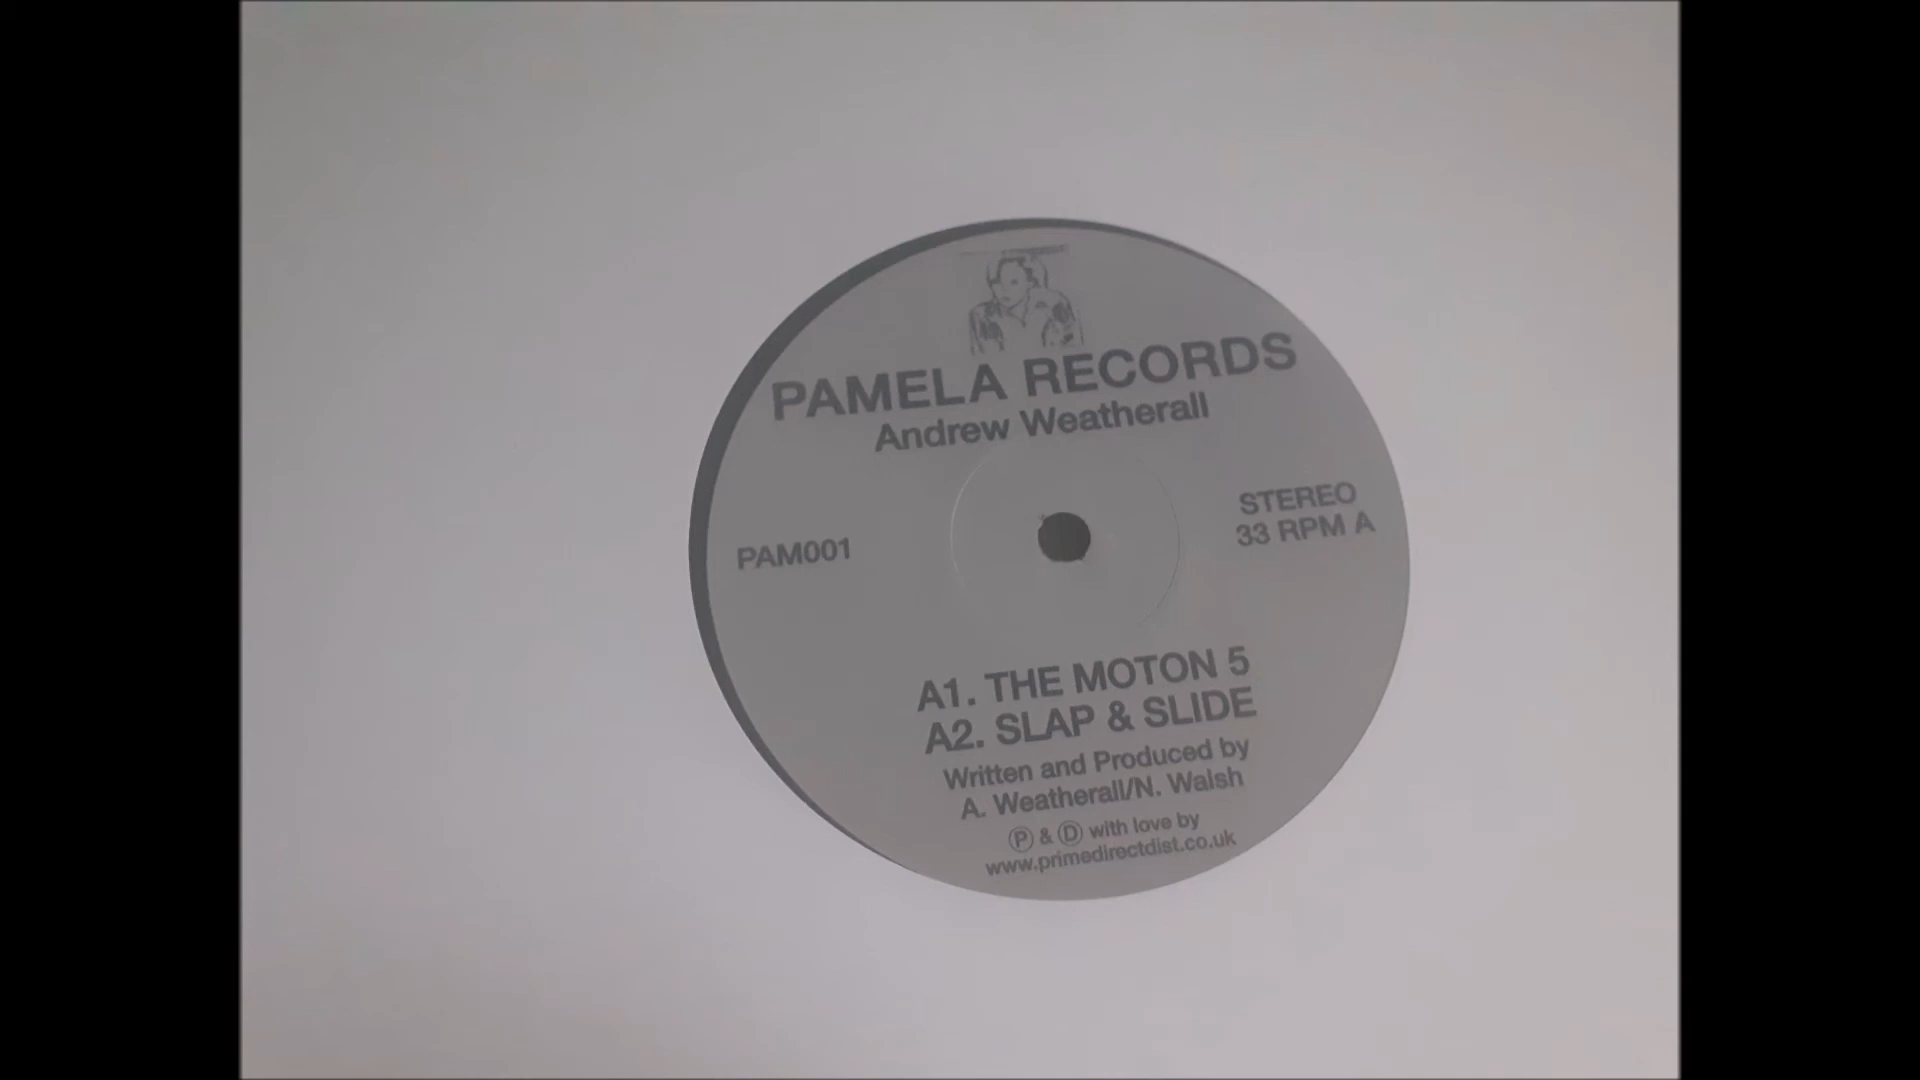 PAMELA RECORDS
Andrew Weatherall
PAM001
STEREO
33 RPM A
A1. THE MOTON 5
A2. SLAP & SLIDE
Written and Produced by
A. Weatherall/N. Walsh
Ⓟ & Ⓓ with love by
www.primedirectdist.co.uk